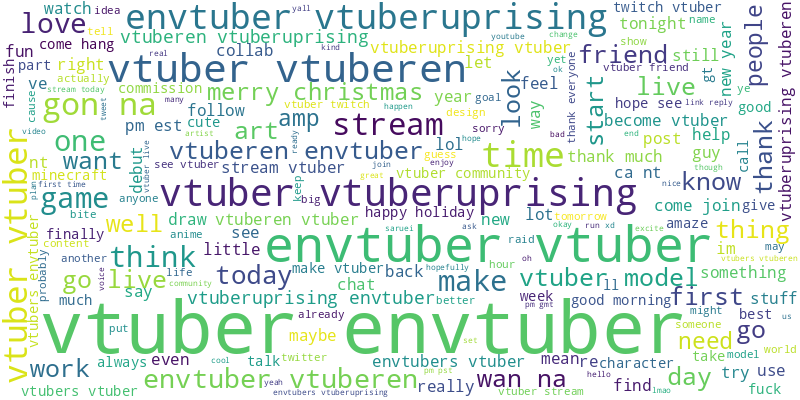 watch
idea
yall
envtuber vtuberuprising
twitch vtuber
vtuberen
love
tell
youtube
change
name
tonight
come hang
vtuberen vtuberuprising
collab
vtuberuprising vtuber
friend
show
still
people
fun
real
kind
yet
ok
finish
part
right
vtuber vtuberen
let
vtuber friend
actually
look
live
gt
new year
ve
commission
merry christmas
feel
stream today
year
goal
hope see
link reply
ye
cause
gon na
many
follow
vtuber twitch
happen
way
start
become vtuber
good
tweet
cute
amp
design
thank everyone
video
artist
pm est
art
stream
sorry
bad
end
post
help
thank
vtuberuprising vtuberen
one
nt
want
debut
vtuber live
vtuberen envtuber
lol
hope
time
guy
call
though
see vtuber
ready
guess
thank much
minecraft
stream vtuber
join
enjoy
ca nt
plan
first time
great
vtuber community
know
nice
vtuber vtuber
game
anyone
keep
big
vtuber vtuberuprising
come join
give
bite
happy holiday
new
lot
tomorrow
amaze
well
draw
vtuberen vtuber
okay
run
xd
excite
finally
anime
see
saruei
ask
raid
thing
content
little
envtuber vtuber
im
may
another
think
oh
vtubers vtuberen
vtubers envtuber
probably
life
make vtuber
back
hopefully
hour
something
go live
voice
community
today
chat
make
vtuber
ll
model
much
say
vtuberuprising envtuber
better
week
pm gmt
good morning
first
stuff
already
might
best
us
put
vtuber envtuber
set
someone
go
maybe
need
work
always
even
talk
twitter
envtubers vtuber
mean
re
character
take
model
world
cool
pm pst
try
use
vtubers vtuber
envtuber vtuberen
yeah
really
wan na
hello
find
day
envtubers vtuberuprising
vtuber stream
lmao
fuck